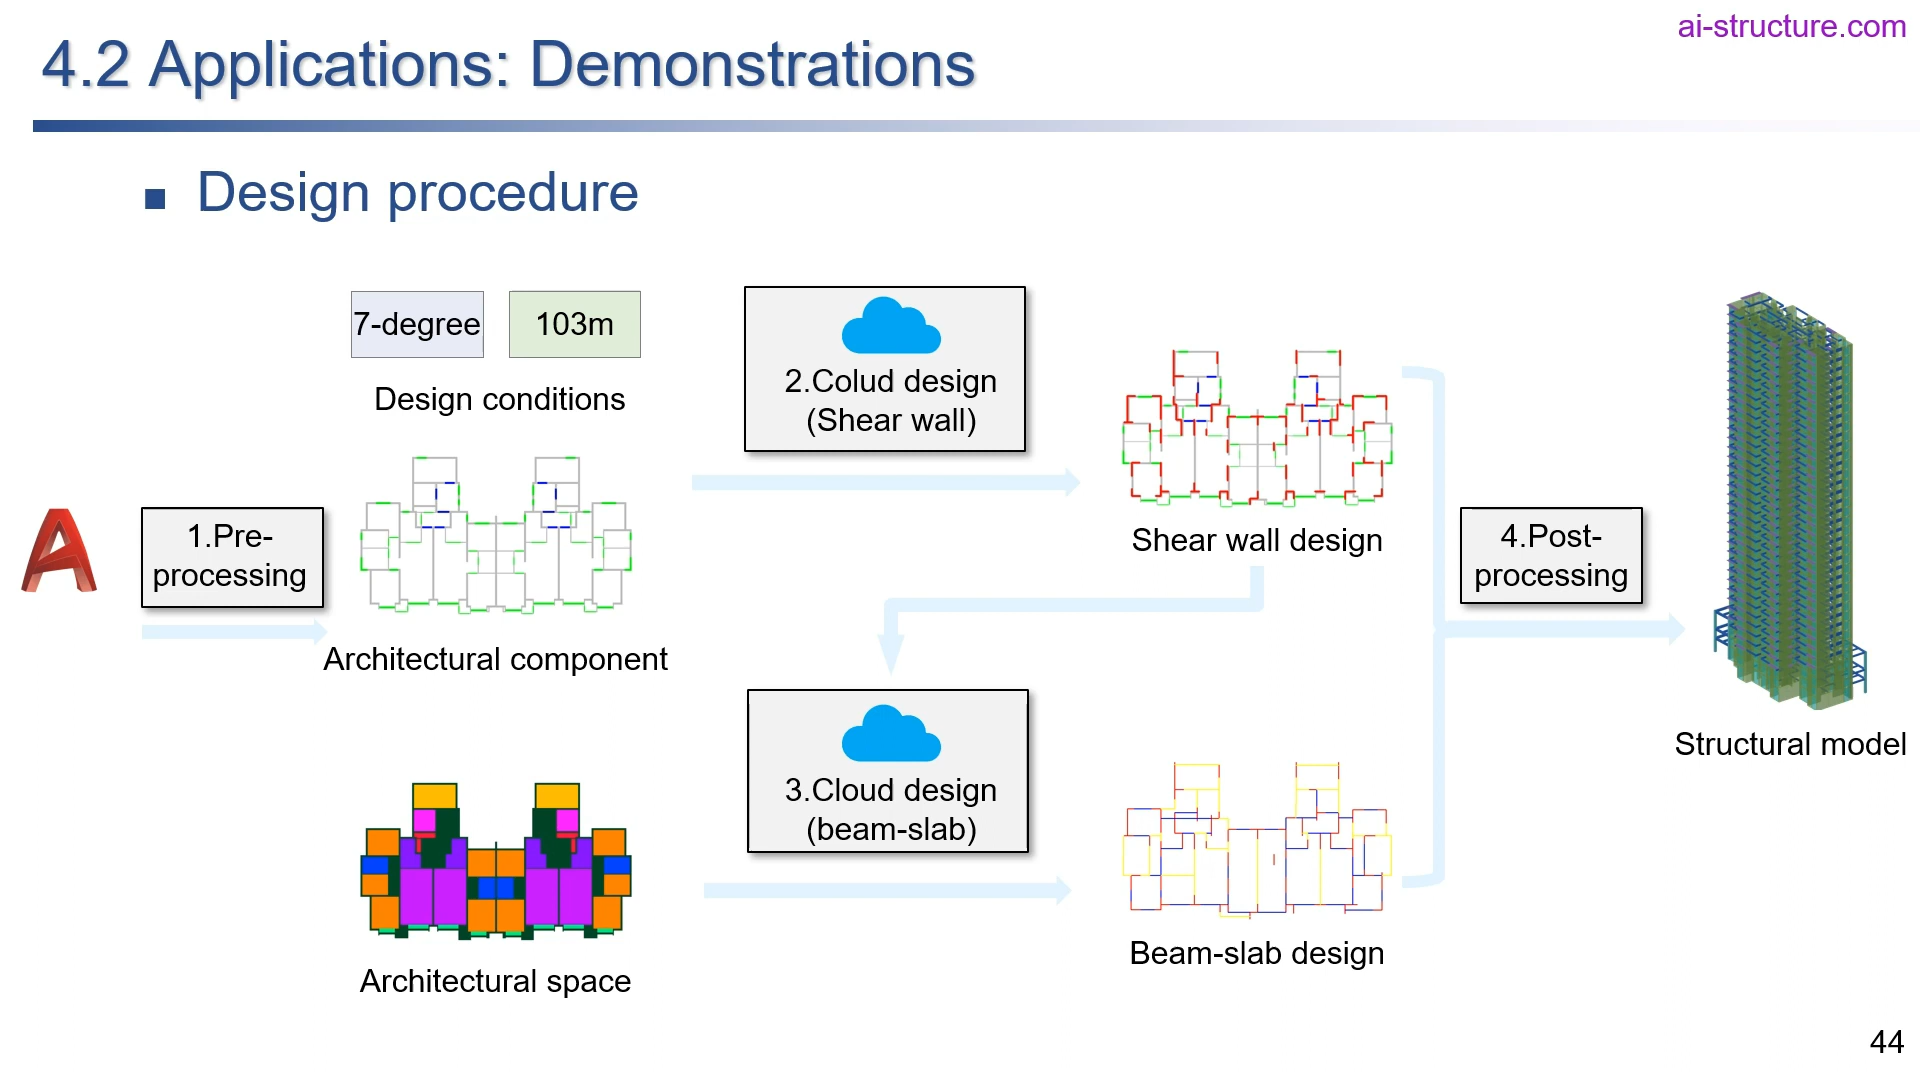 ai-structure.com
4.2 Applications: Demonstrations
Design procedure
7-degree
103m
Design conditions
1.Pre-
processing
Architectural component
Architectural space
2.Colud design
(Shear wall)
Shear wall design
3.Cloud design
(beam-slab)
Beam-slab design
4.Post-
processing
Structural model
44